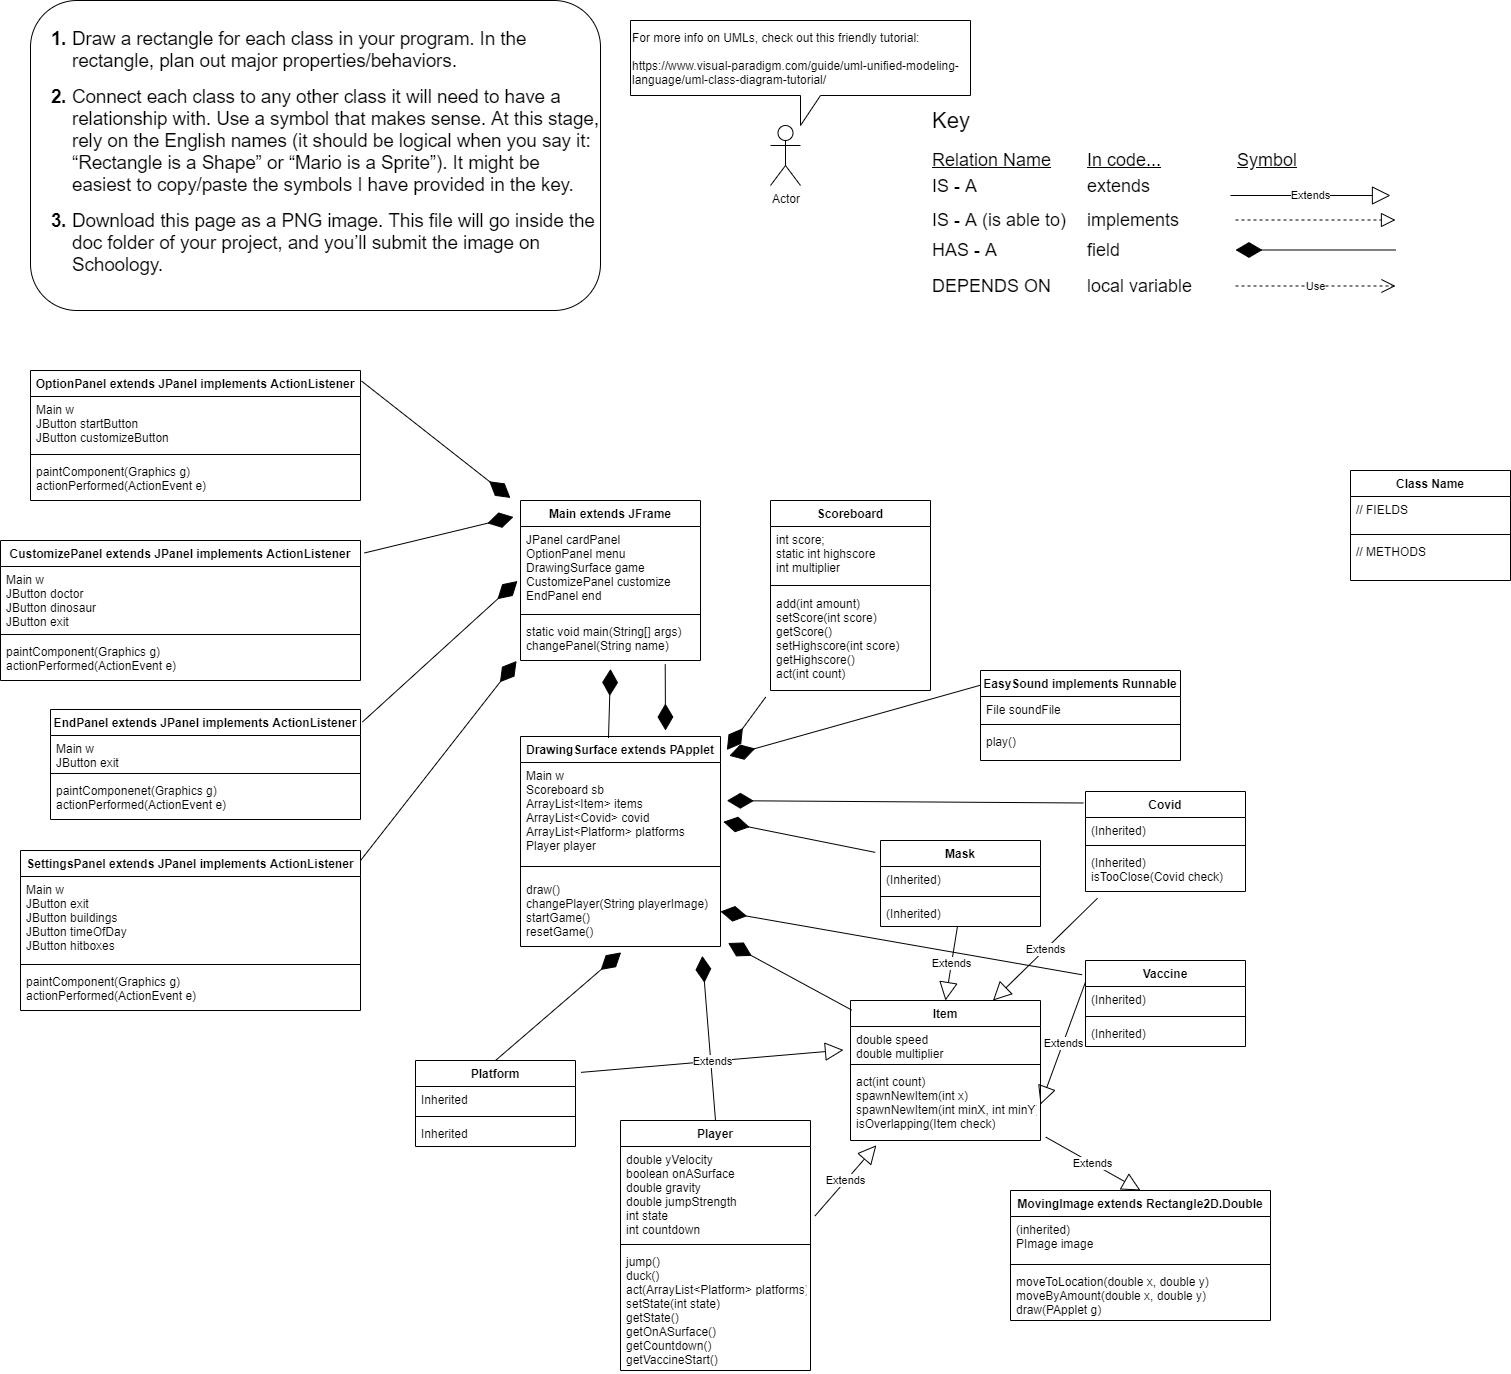 1. Draw a rectangle for each class in your program. In the
rectangle, plan out major properties/behaviors.
2. Connect each class to any other class it will need to have a
relationship with. Use a symbol that makes sense. At this stage,
rely on the English names (it should be logical when you say it:
“Rectangle is a Shape” or “Mario is a Sprite”). It might be
easiest to copy/paste the symbols I have provided in the key.
3. Download this page as a PNG image. This file will go inside the
doc folder of your project, and you’ll submit the image on
Schoology.
For more info on UMLs, check out this friendly tutorial:
https://www.visual-paradigm.com/guide/uml-unified-modeling-
language/uml-class-diagram-tutorial/
Actor
Key
Relation Name In code... Symbol
IS - A extends Extends
IS - A (is able to) implements
HAS - A field
DEPENDS ON local variable Use
OptionPanel extends JPanel implements ActionListener
Main w
JButton startButton
JButton customizeButton
paintComponent(Graphics g)
actionPerformed(ActionEvent e)
CustomizePanel extends JPanel implements ActionListener
Main w
JButton doctor
JButton dinosaur
JButton exit
paintComponent(Graphics g)
actionPerformed(ActionEvent e)
EndPanel extends JPanel implements ActionListener
Main w
JButton exit
paintComponenet(Graphics g)
actionPerformed(ActionEvent e)
SettingsPanel extends JPanel implements ActionListener
Main w
JButton exit
JButton buildings
JButton timeOfDay
JButton hitboxes
paintComponent(Graphics g)
actionPerformed(ActionEvent e)
Main extends JFrame
JPanel cardPanel
OptionPanel menu
DrawingSurface game
CustomizePanel customize
EndPanel end
static void main(String[] args)
changePanel(String name)
Scoreboard
int score;
static int highscore
int multiplier
add(int amount)
setScore(int score)
getScore()
setHighscore(int score)
getHighscore()
act(int count)
Class Name
// FIELDS
// METHODS
EasySound implements Runnable
File soundFile
play()
DrawingSurface extends PApplet
Main w
Scoreboard sb
ArrayList<Item> items
ArrayList<Covid> covid
ArrayList<Platform> platforms
Player player
draw()
changePlayer(String playerImage)
startGame()
resetGame()
Covid
(Inherited)
(Inherited)
isTooClose(Covid check)
Mask
(Inherited)
(Inherited)
Extends
Extends
Vaccine
(Inherited)
(Inherited)
Extends
Item
double speed
double multiplier
act(int count)
spawnNewItem(int x)
spawnNewItem(int minX, int minY
isOverlapping(Item check)
Platform
Inherited
Inherited
Extends
Player
double yVelocity
boolean onASurface
double gravity
double jumpStrength
int state
int countdown
jump()
duck()
act(ArrayList<Platform> platforms)
setState(int state)
getState()
getOnASurface()
getCountdown()
getVaccineStart()
Extends
Extends
MovingImage extends Rectangle2D.Double
(inherited)
PImage image
moveToLocation(double x, double y)
moveByAmount(double x, double y)
draw(PApplet g)